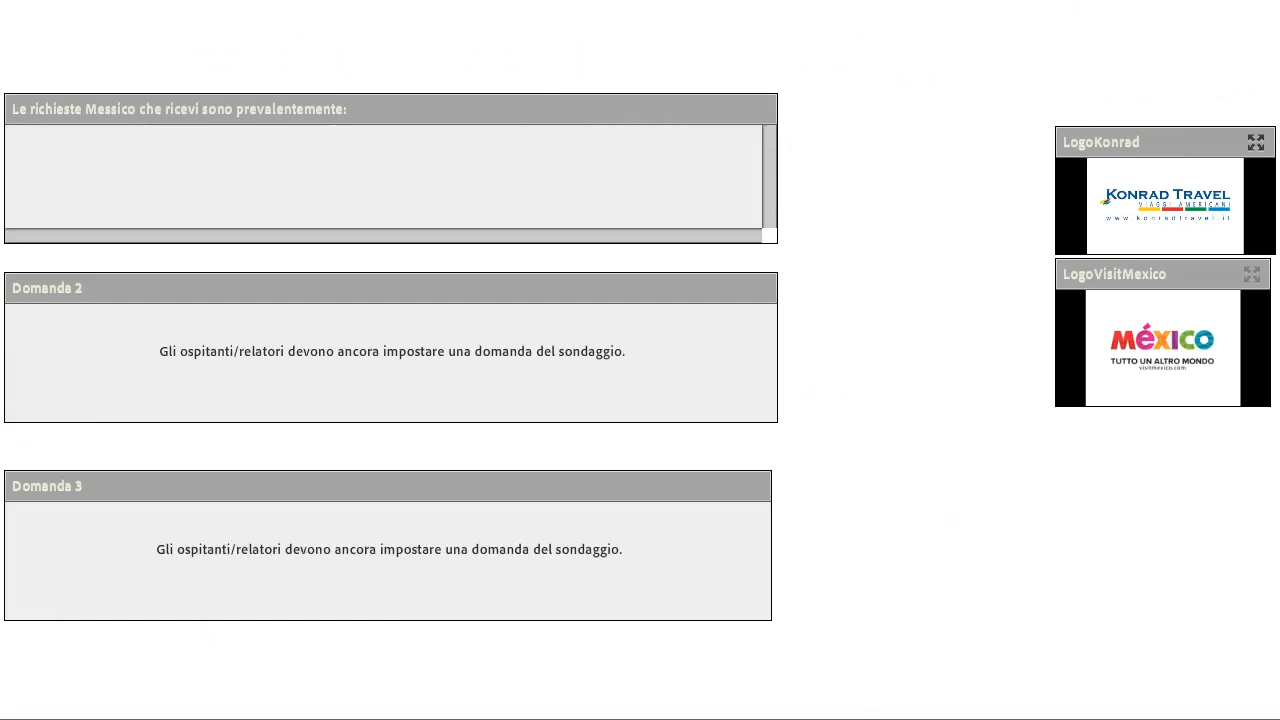 Le richieste Messico che ricevi sono prevalentemente:
LogoKonrad
KONRAD TRAVEL
VIAGGI AMERICANI
www.konradtravel.it
LogoVisitMexico
méxico
TUTTO UN ALTRO MONDO
visitmexico.com
Domanda 2
Gli ospitanti/relatori devono ancora impostare una domanda del sondaggio.
Domanda 3
Gli ospitanti/relatori devono ancora impostare una domanda del sondaggio.